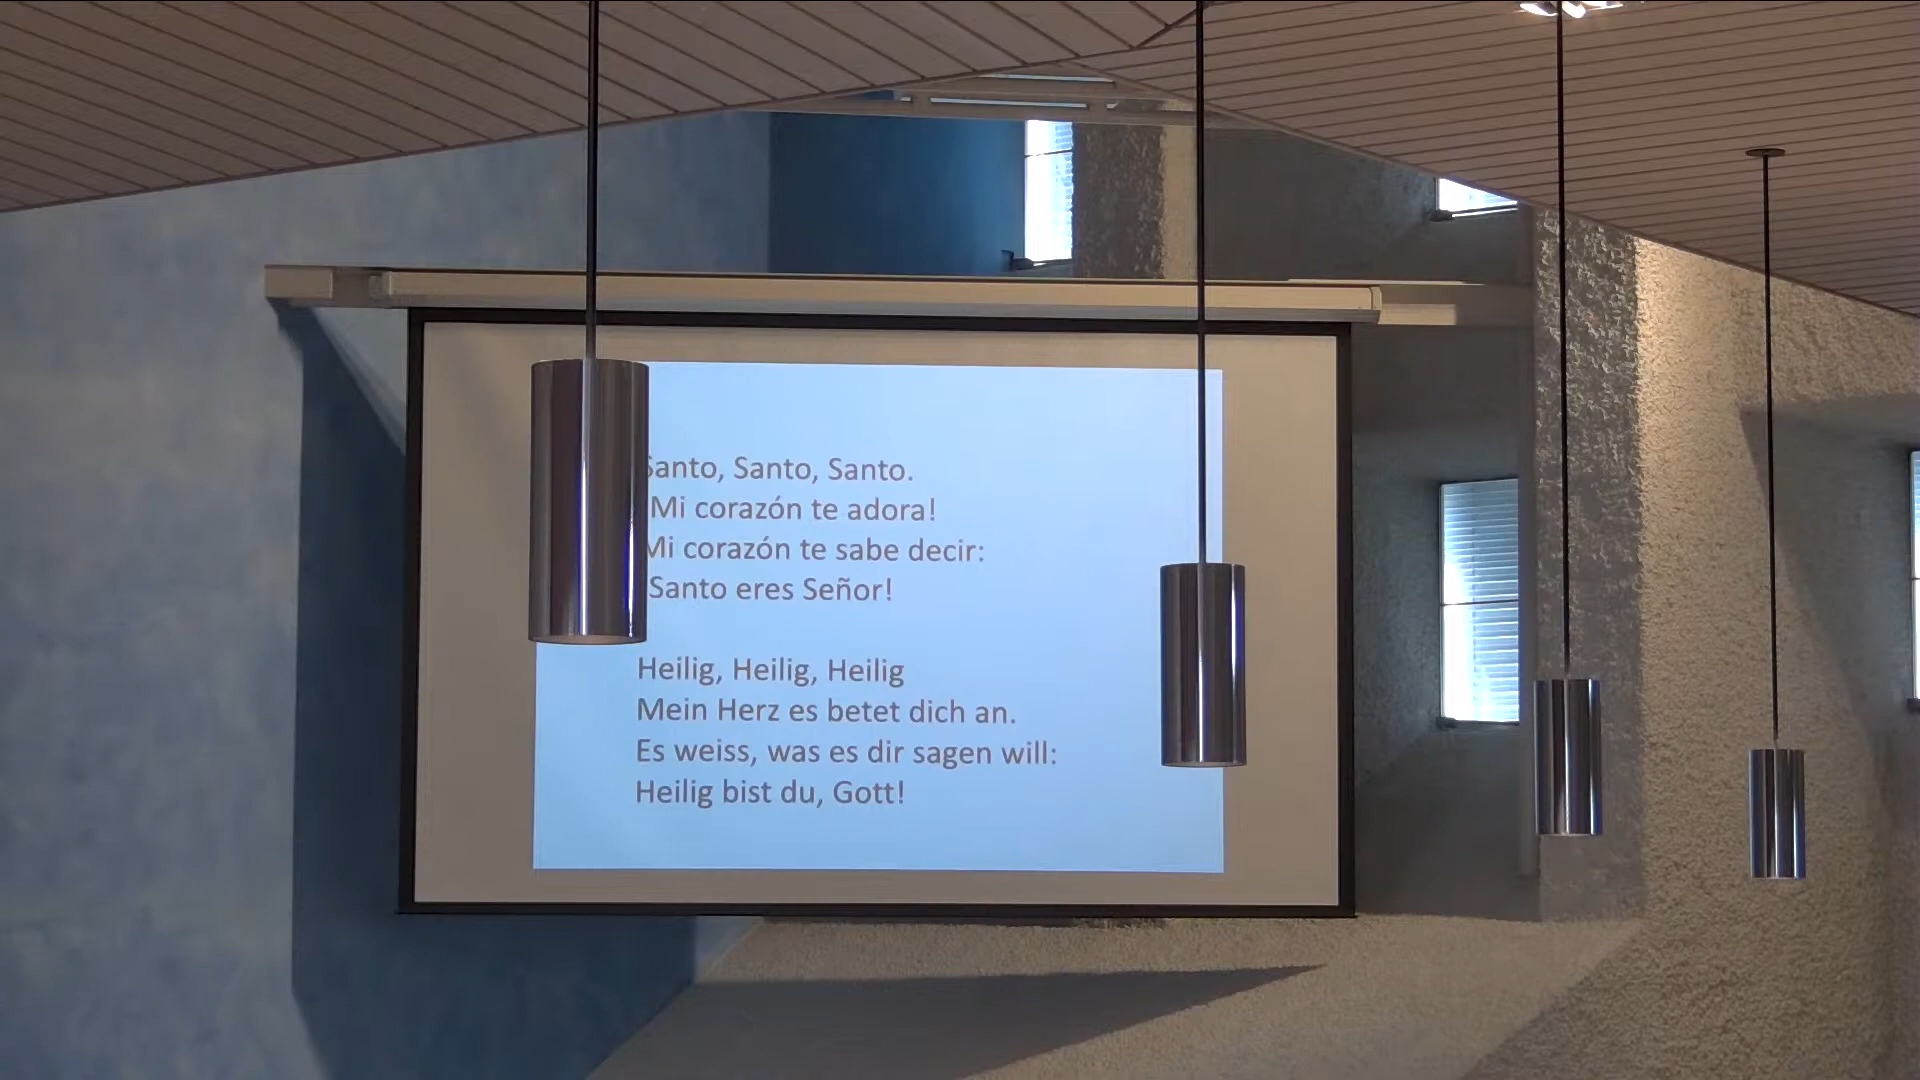 Santo, Santo, Santo.
Mi corazón te adora!
Mi corazón te sabe decir:
Santo eres Señor!
Heilig, Heilig, Heilig
Mein Herz es betet dich an.
Es weiss, was es dir sagen will:
Heilig bist du, Gott!